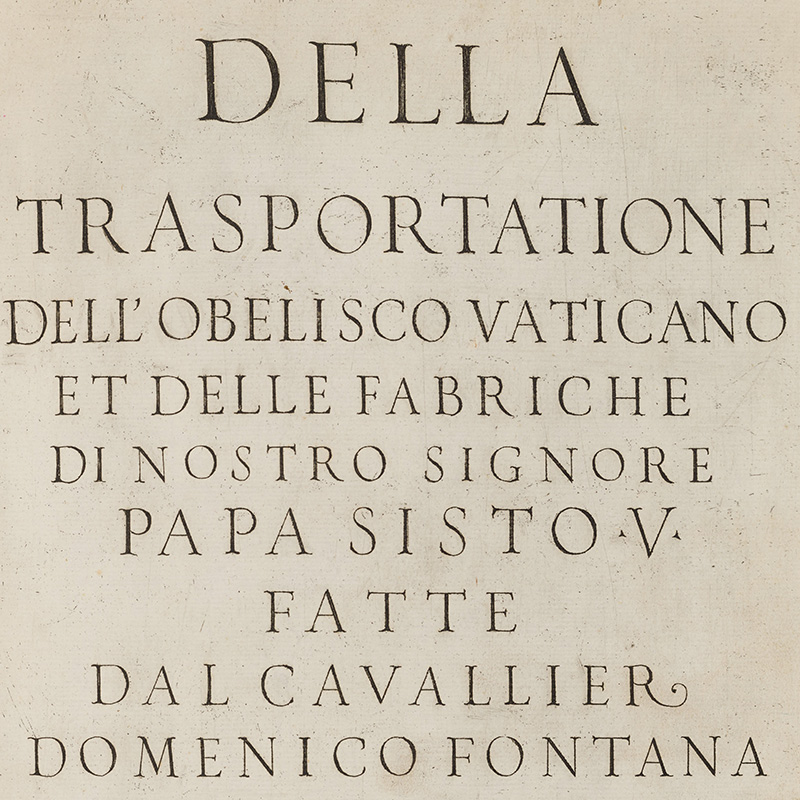 DELLA
TRASPORTATIONE
DELL' OBELISCO VATICANO
ET DELLE FABRICHE
DI NOSTRO SIGNORE
PAPA SISTO·V·
FATTE
DAL CAVALLIER
DOMENICO FONTANA